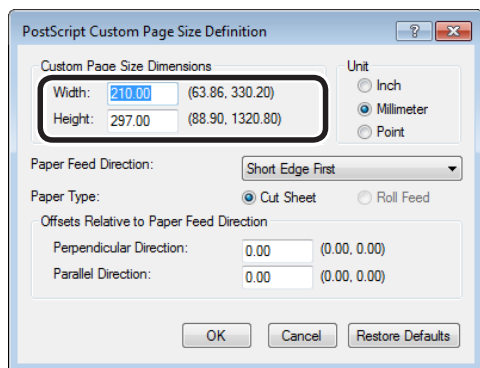 PostScript Custom Page Size Definition
Custom Page Size Dimensions
Width: 210.00 (63.86, 330.20)
Height: 297.00 (88.90, 1320.80)
Unit
Inch
Millimeter
Point
Paper Feed Direction: Short Edge First
Paper Type: Cut Sheet Roll Feed
Offsets Relative to Paper Feed Direction
Perpendicular Direction: 0.00 (0.00, 0.00)
Parallel Direction: 0.00 (0.00, 0.00)
OK Cancel Restore Defaults